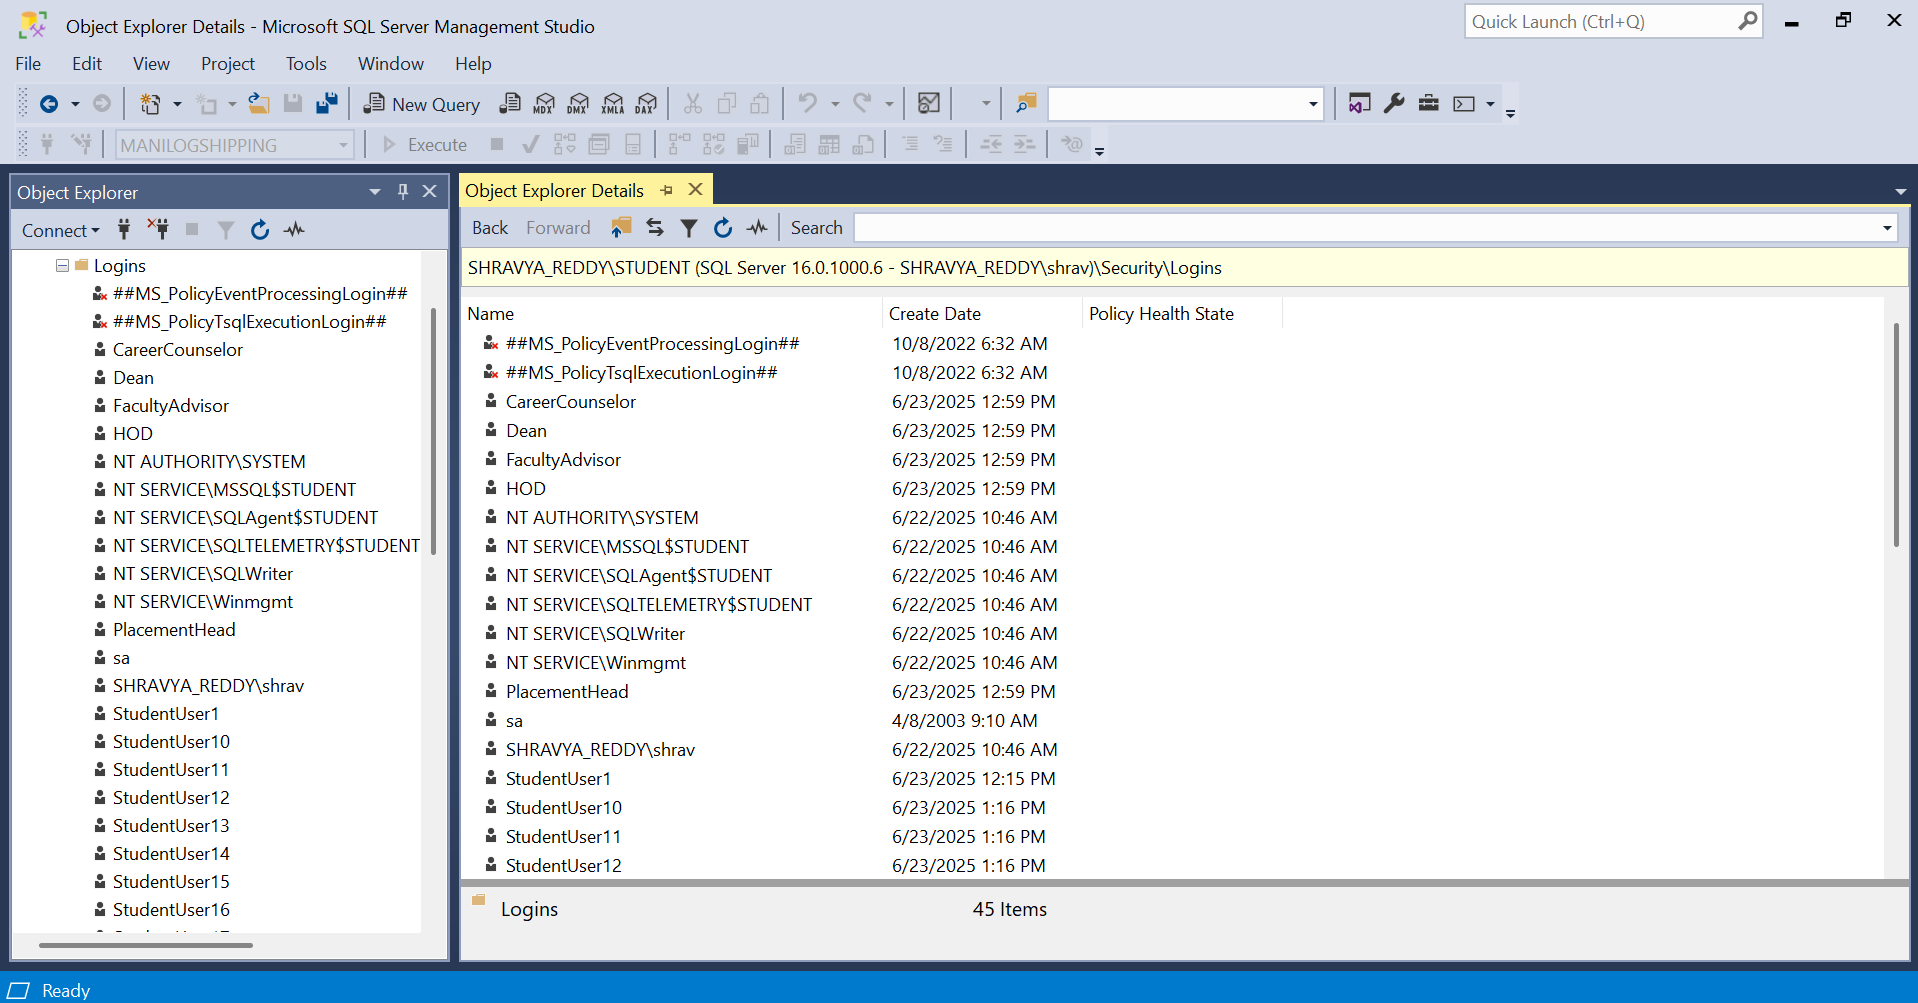 Object Explorer Details - Microsoft SQL Server Management Studio
Quick Launch (Ctrl+Q)
File Edit View Project Tools Window Help
New Query MDX DMX XMLA DAX
MANILOGSHIPPING Execute
Object Explorer
Connect
Logins
##MS_PolicyEventProcessingLogin##
##MS_PolicyTsqlExecutionLogin##
CareerCounselor
Dean
FacultyAdvisor
HOD
NT AUTHORITY\SYSTEM
NT SERVICE\MSSQL$STUDENT
NT SERVICE\SQLAgent$STUDENT
NT SERVICE\SQLTELEMETRY$STUDENT
NT SERVICE\SQLWriter
NT SERVICE\Winmgmt
PlacementHead
sa
SHRAVYA_REDDY\shrav
StudentUser1
StudentUser10
StudentUser11
StudentUser12
StudentUser13
StudentUser14
StudentUser15
StudentUser16
Object Explorer Details
Back Forward Search
SHRAVYA_REDDY\STUDENT (SQL Server 16.0.1000.6 - SHRAVYA_REDDY\shrav)\Security\Logins
Name Create Date Policy Health State
##MS_PolicyEventProcessingLogin## 10/8/2022 6:32 AM
##MS_PolicyTsqlExecutionLogin## 10/8/2022 6:32 AM
CareerCounselor 6/23/2025 12:59 PM
Dean 6/23/2025 12:59 PM
FacultyAdvisor 6/23/2025 12:59 PM
HOD 6/23/2025 12:59 PM
NT AUTHORITY\SYSTEM 6/22/2025 10:46 AM
NT SERVICE\MSSQL$STUDENT 6/22/2025 10:46 AM
NT SERVICE\SQLAgent$STUDENT 6/22/2025 10:46 AM
NT SERVICE\SQLTELEMETRY$STUDENT 6/22/2025 10:46 AM
NT SERVICE\SQLWriter 6/22/2025 10:46 AM
NT SERVICE\Winmgmt 6/22/2025 10:46 AM
PlacementHead 6/23/2025 12:59 PM
sa 4/8/2003 9:10 AM
SHRAVYA_REDDY\shrav 6/22/2025 10:46 AM
StudentUser1 6/23/2025 12:15 PM
StudentUser10 6/23/2025 1:16 PM
StudentUser11 6/23/2025 1:16 PM
StudentUser12 6/23/2025 1:16 PM
Logins 45 Items
Ready